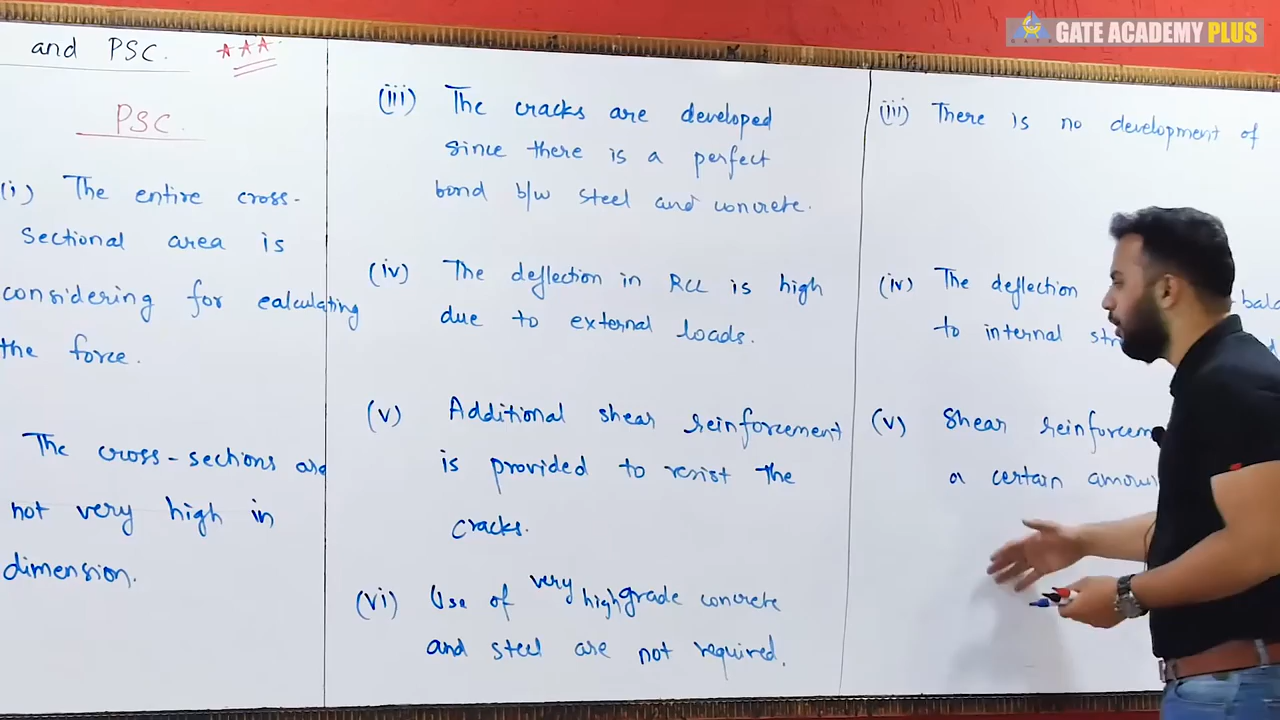 GATE ACADEMY PLUS
and PSC.
PSC.
(i) The entire cross-
sectional area is
considering for calculating
the force.
The cross-sections are
not very high in
dimension.
(iii) The cracks are developed
since there is a perfect
bond b/w steel and concrete.
(iv) The deflection in RCC is high
due to external loads.
(v) Additional shear reinforcement
is provided to resist the
cracks.
(vi) Use of very high grade concrete
and steel are not required.
(iii) There is no development of
(iv) The deflection
to internal
(v) Shear
a certain